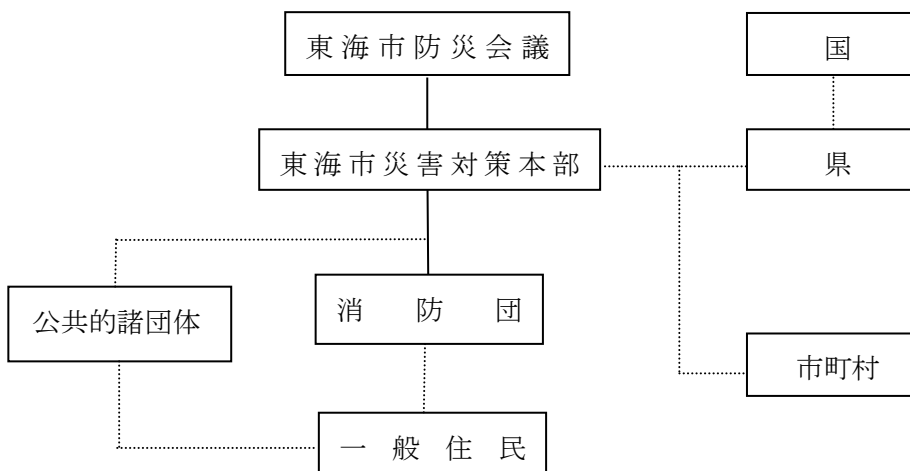 東海市防災会議
国
東海市災害対策本部
県
公共的諸団体
消防団
市町村
一般住民